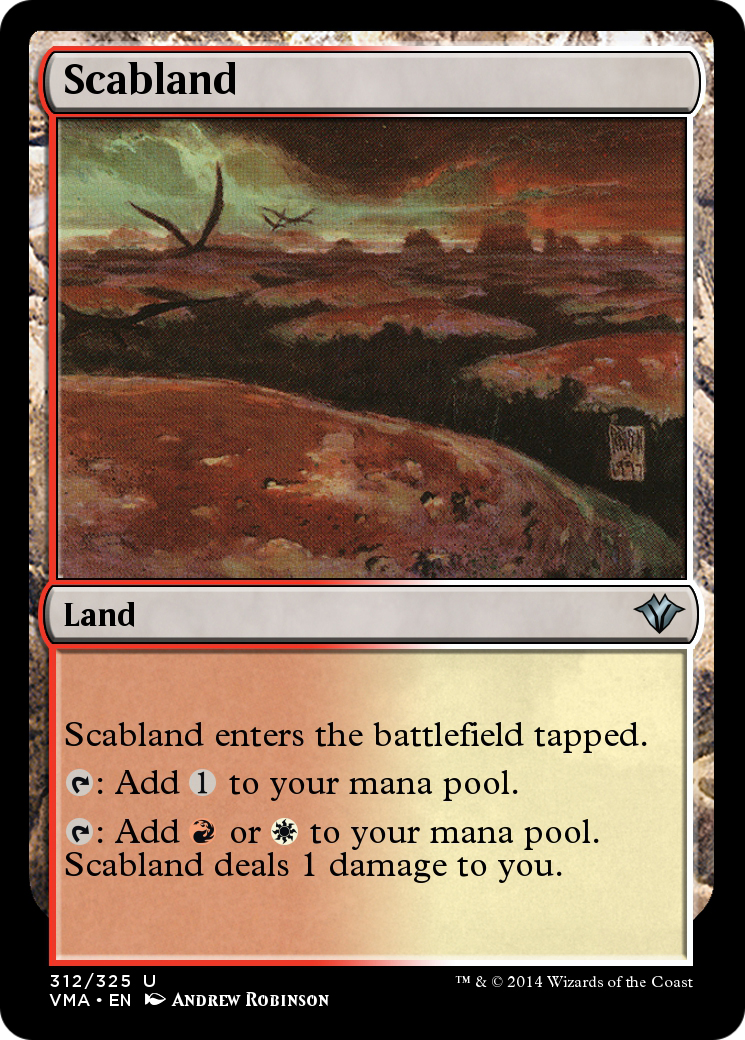 Scabland
Land
Scabland enters the battlefield tapped.
: Add 1 to your mana pool.
: Add or to your mana pool.
Scabland deals 1 damage to you.
312/325 U
™ & © 2014 Wizards of the Coast
VMA • EN Andrew Robinson